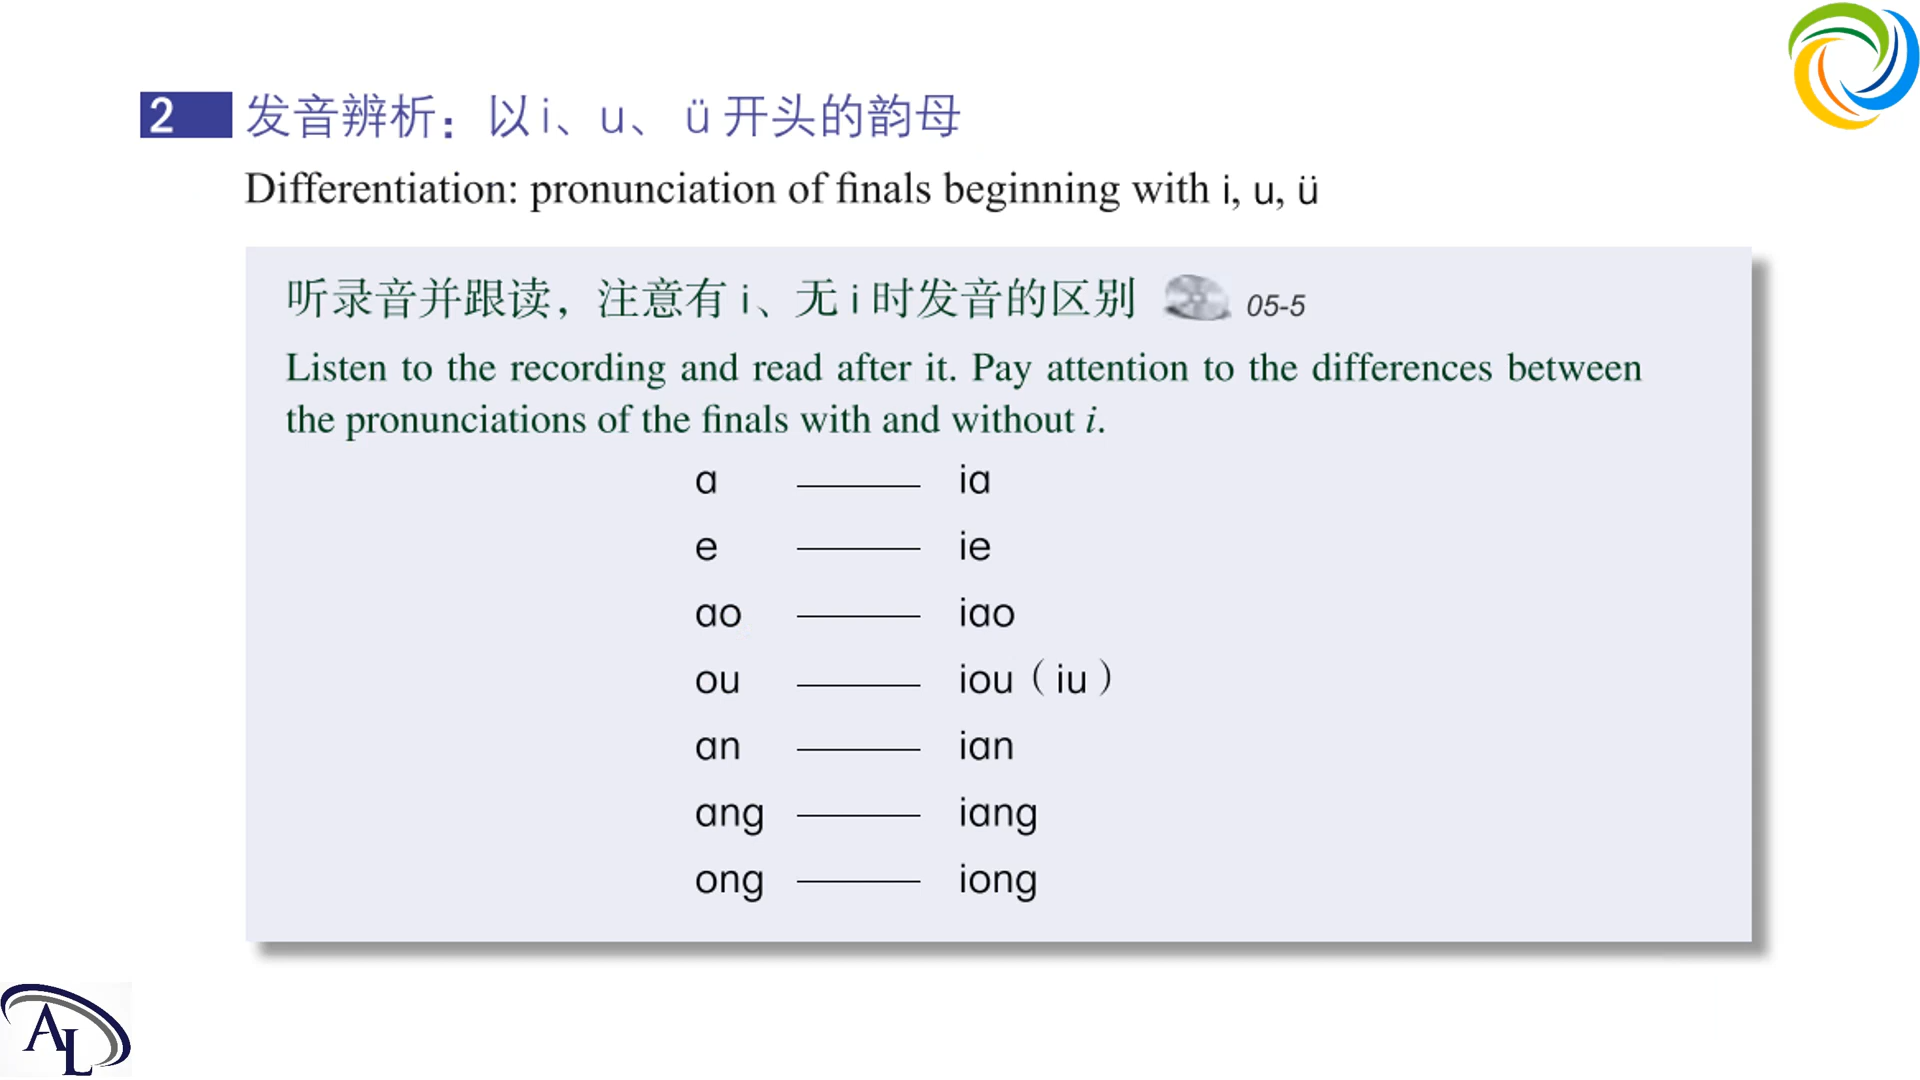 2 发音辨析：以 i、u、ü 开头的韵母
Differentiation: pronunciation of finals beginning with i, u, ü
听录音并跟读，注意有 i、无 i 时发音的区别 05-5
Listen to the recording and read after it. Pay attention to the differences between
the pronunciations of the finals with and without i.
a ——— ia
e ——— ie
ao ——— iao
ou ——— iou（iu）
an ——— ian
ang ——— iang
ong ——— iong
AL